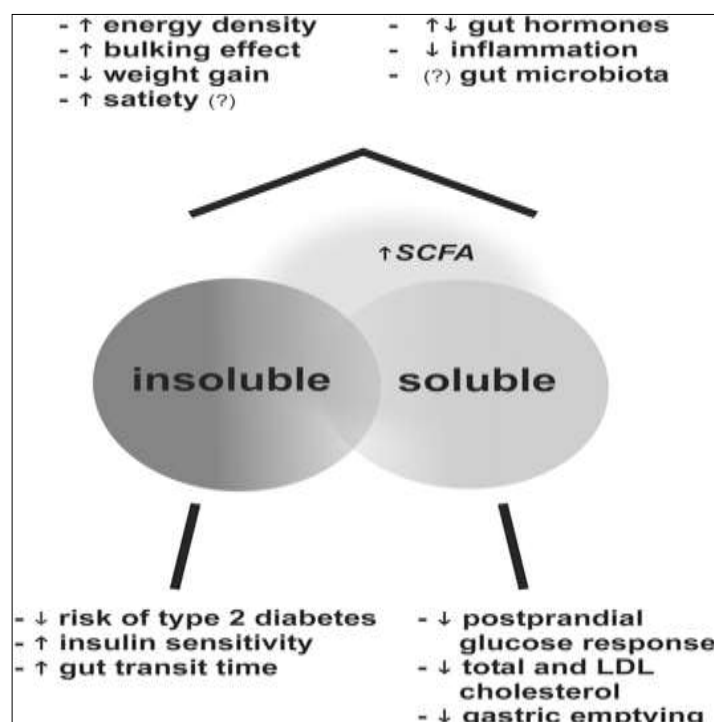 - ↑ energy density
- ↑ bulking effect
- ↓ weight gain
- ↑ satiety (?)
- ↑↓ gut hormones
- ↓ inflammation
- (?) gut microbiota
↑ SCFA
insoluble
soluble
- ↓ risk of type 2 diabetes
- ↑ insulin sensitivity
- ↑ gut transit time
- ↓ postprandial
glucose response
- ↓ total and LDL
cholesterol
- ↓ gastric emptying